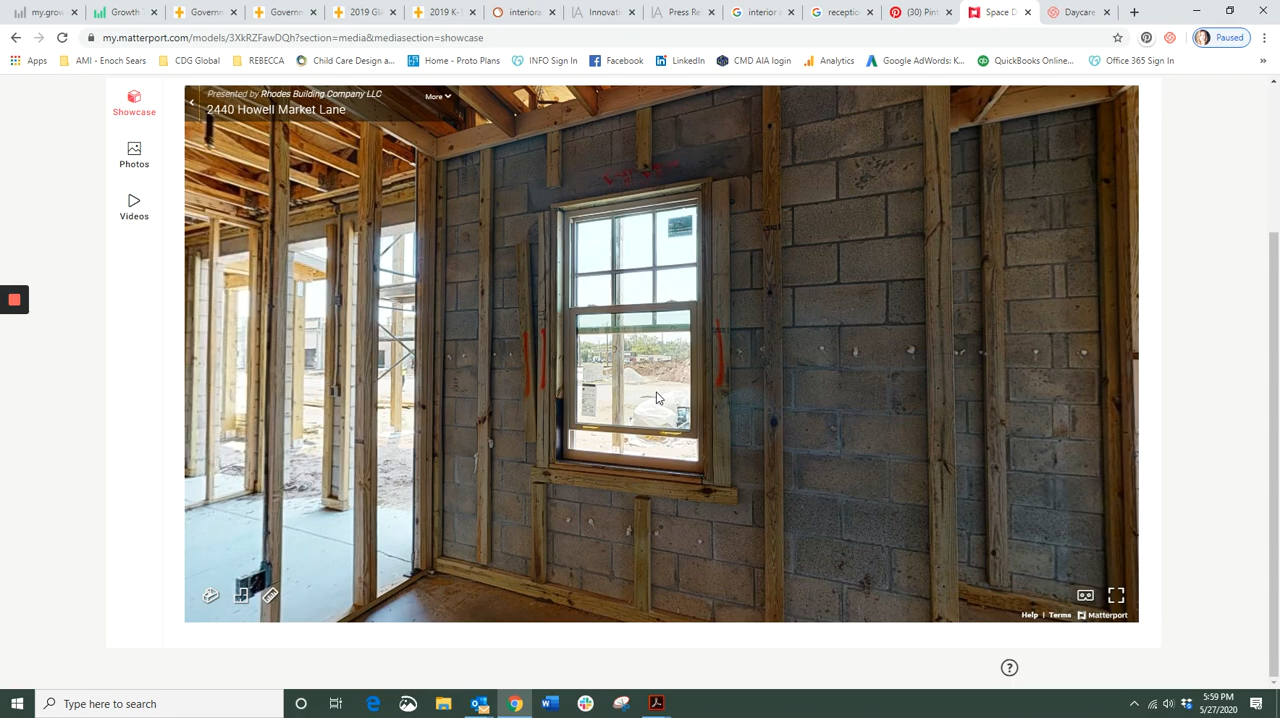 my.grow
Growth
Governm
Governm
2019 GI
2019 K-
interiora
Innovati
Press Re
interior a
reception
(30) Pin
Space D
Daycare
my.matterport.com/models/3XkRZFawDQh?section=media&mediasection=showcase
Paused
Apps
AMI - Enoch Sears
CDG Global
REBECCA
Child Care Design a...
Home - Proto Plans
INFO Sign In
Facebook
LinkedIn
CMD AIA login
Analytics
Google AdWords: K...
QuickBooks Online...
Office 365 Sign In
»
Showcase
Photos
Videos
Presented by Rhodes Building Company LLC
More
2440 Howell Market Lane
Help | Terms
Matterport
?
Type here to search
5:59 PM
5/27/2020